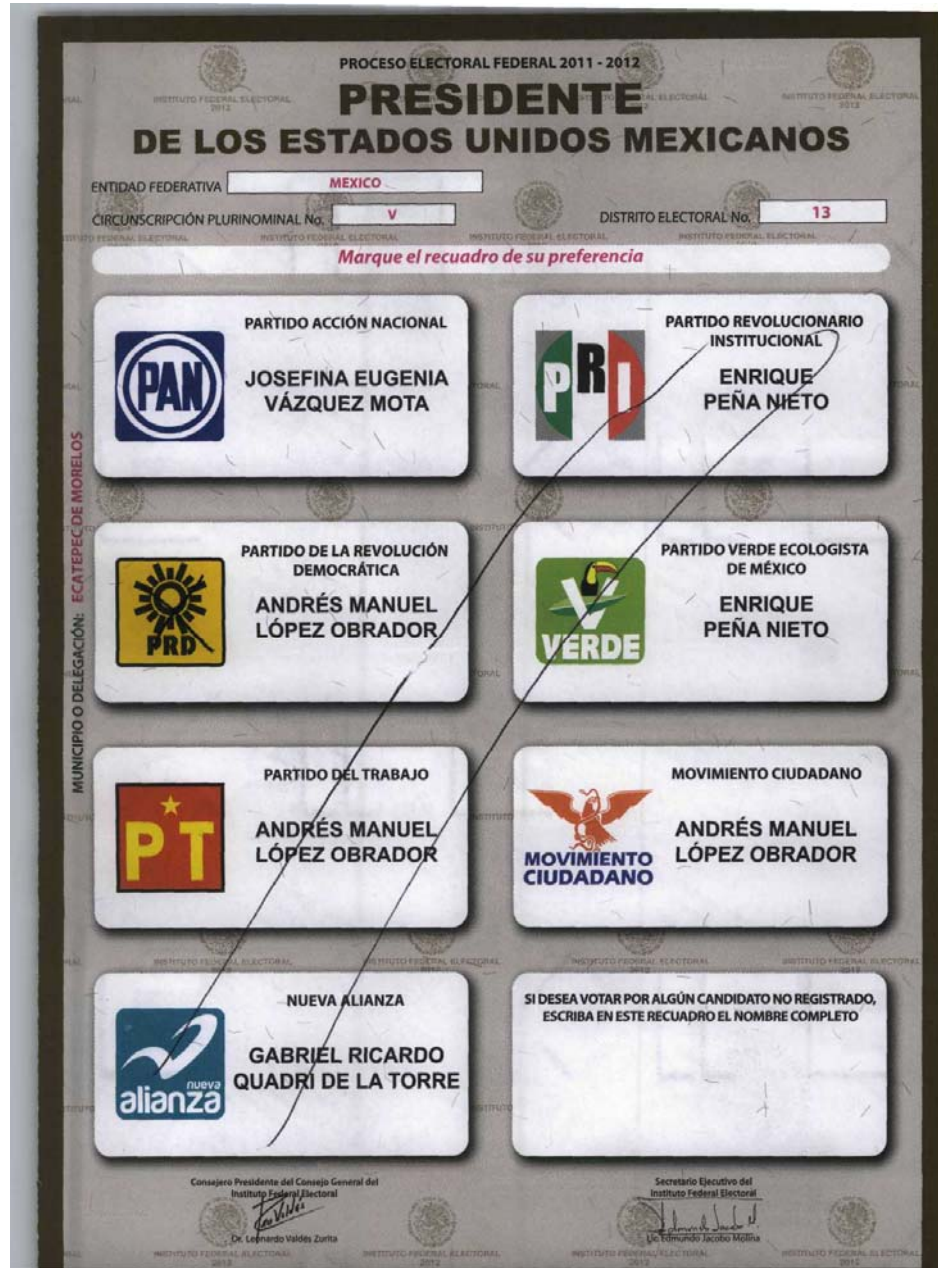 PROCESO ELECTORAL FEDERAL 2011 - 2012
PRESIDENTE
DE LOS ESTADOS UNIDOS MEXICANOS
ENTIDAD FEDERATIVA MEXICO
CIRCUNSCRIPCIÓN PLURINOMINAL No. V
DISTRITO ELECTORAL No. 13
Marque el recuadro de su preferencia
MUNICIPIO O DELEGACIÓN: ECATEPEC DE MORELOS
PAN
PARTIDO ACCIÓN NACIONAL
JOSEFINA EUGENIA
VÁZQUEZ MOTA
PRI
PARTIDO REVOLUCIONARIO
INSTITUCIONAL
ENRIQUE
PEÑA NIETO
PRD
PARTIDO DE LA REVOLUCIÓN
DEMOCRÁTICA
ANDRÉS MANUEL
LÓPEZ OBRADOR
VERDE
PARTIDO VERDE ECOLOGISTA
DE MÉXICO
ENRIQUE
PEÑA NIETO
PT
PARTIDO DEL TRABAJO
ANDRÉS MANUEL
LÓPEZ OBRADOR
MOVIMIENTO
CIUDADANO
MOVIMIENTO CIUDADANO
ANDRÉS MANUEL
LÓPEZ OBRADOR
nueva
alianza
NUEVA ALIANZA
GABRIEL RICARDO
QUADRI DE LA TORRE
SI DESEA VOTAR POR ALGÚN CANDIDATO NO REGISTRADO,
ESCRIBA EN ESTE RECUADRO EL NOMBRE COMPLETO
Consejero Presidente del Consejo General del
Instituto Federal Electoral
Dr. Leonardo Valdés Zurita
Secretario Ejecutivo del
Instituto Federal Electoral
Lic Edmundo Jacobo Molina
INSTITUTO FEDERAL ELECTORAL
2012